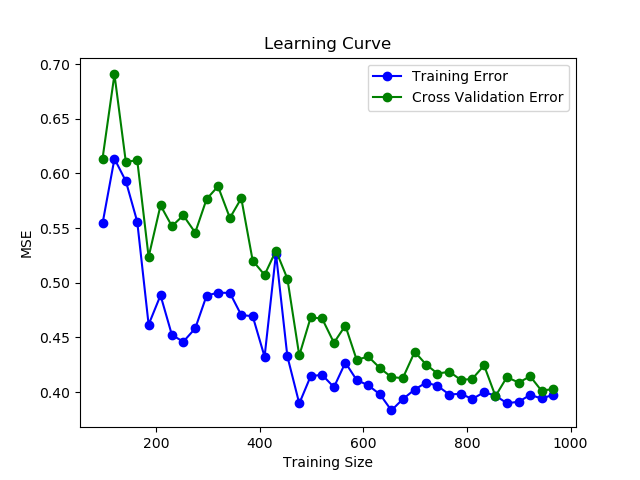 Learning Curve
Training Error
Cross Validation Error
0.70
0.65
0.60
0.55
0.50
0.45
0.40
MSE
200
400
600
800
1000
Training Size